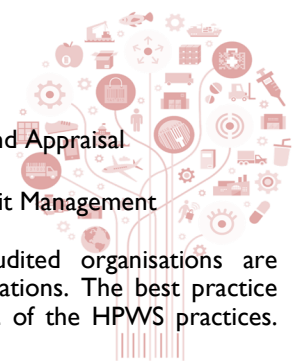 nd Appraisal
it Management
udited organisations are
ations. The best practice
of the HPWS practices.